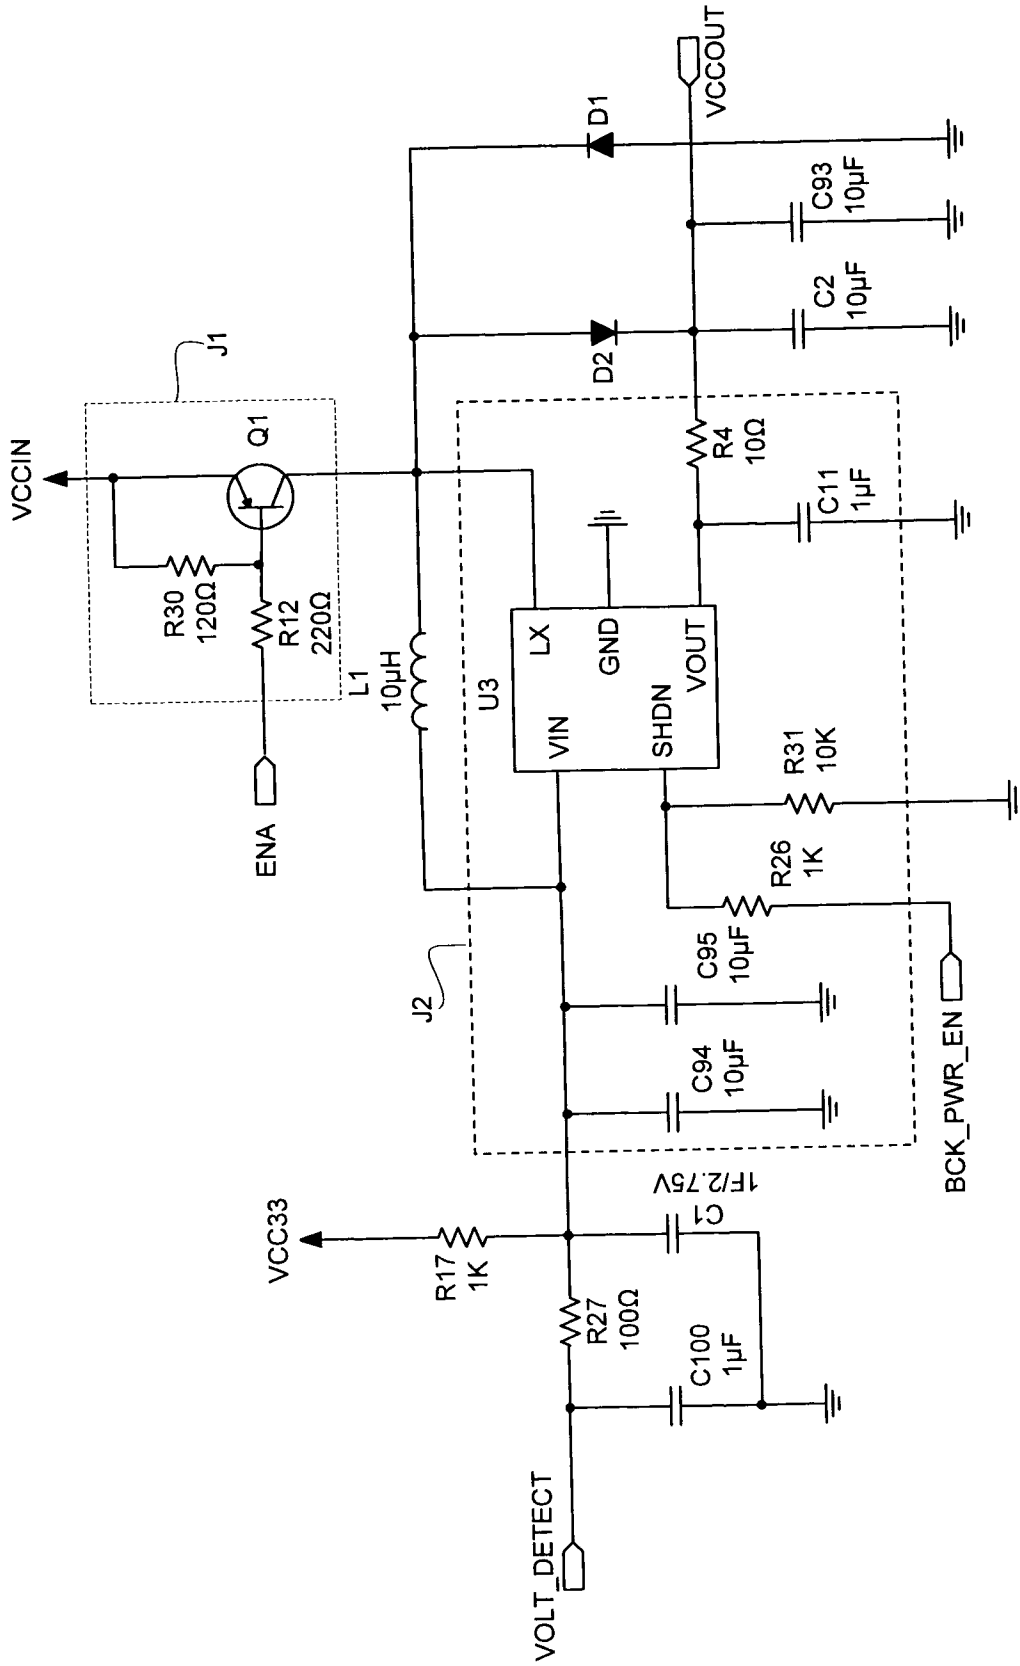 VCCIN
J1
Q1
R30
120Ω
R12
220Ω
ENA
L1
10µH
D1
D2
VCCOUT
C93
10µF
C2
10µF
R4
10Ω
C11
1µF
U3
LX
GND
VOUT
VIN
SHDN
R31
10K
R26
1K
BCK_PWR_EN
J2
C95
10µF
C94
10µF
VCC33
R17
1K
C1
1F/2.75V
R27
100Ω
C100
1µF
VOLT_DETECT